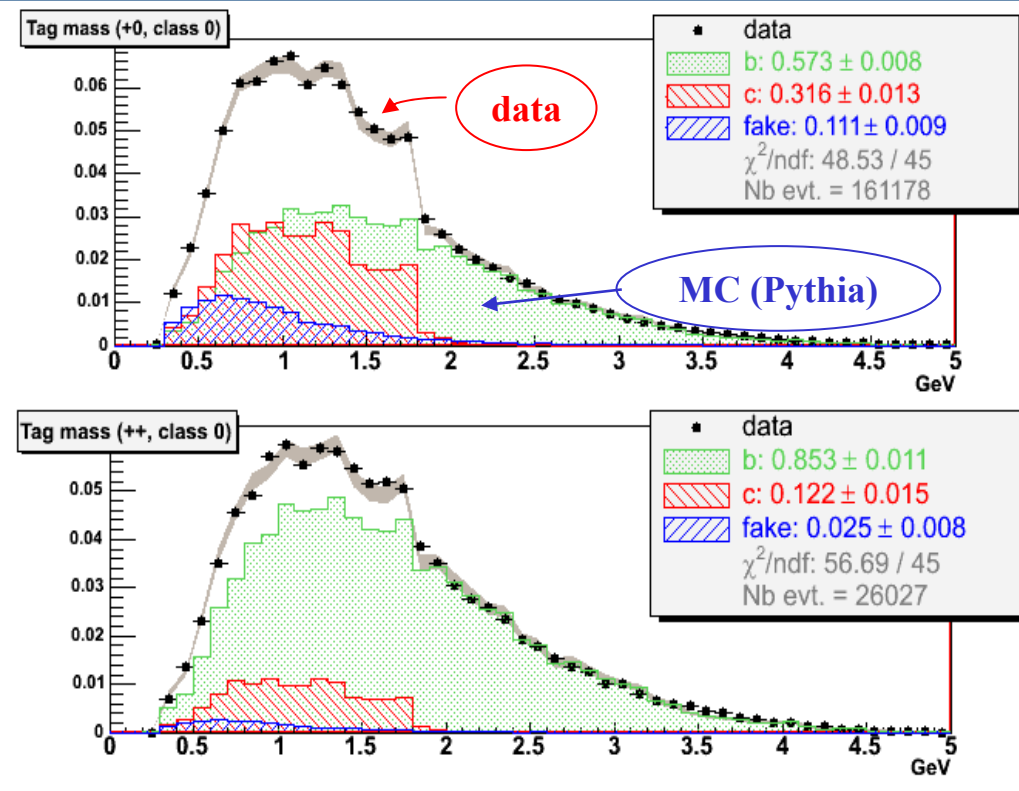 Tag mass (+0, class 0)
data
b: 0.573 ± 0.008
c: 0.316 ± 0.013
fake: 0.111± 0.009
χ²/ndf: 48.53 / 45
Nb evt. = 161178
data
MC (Pythia)
0.06
0.05
0.04
0.03
0.02
0.01
0
0 0.5 1 1.5 2 2.5 3 3.5 4 4.5 5
GeV
Tag mass (++, class 0)
data
b: 0.853 ± 0.011
c: 0.122 ± 0.015
fake: 0.025 ± 0.008
χ²/ndf: 56.69 / 45
Nb evt. = 26027
0.05
0.04
0.03
0.02
0.01
0
0 0.5 1 1.5 2 2.5 3 3.5 4 4.5 5
GeV